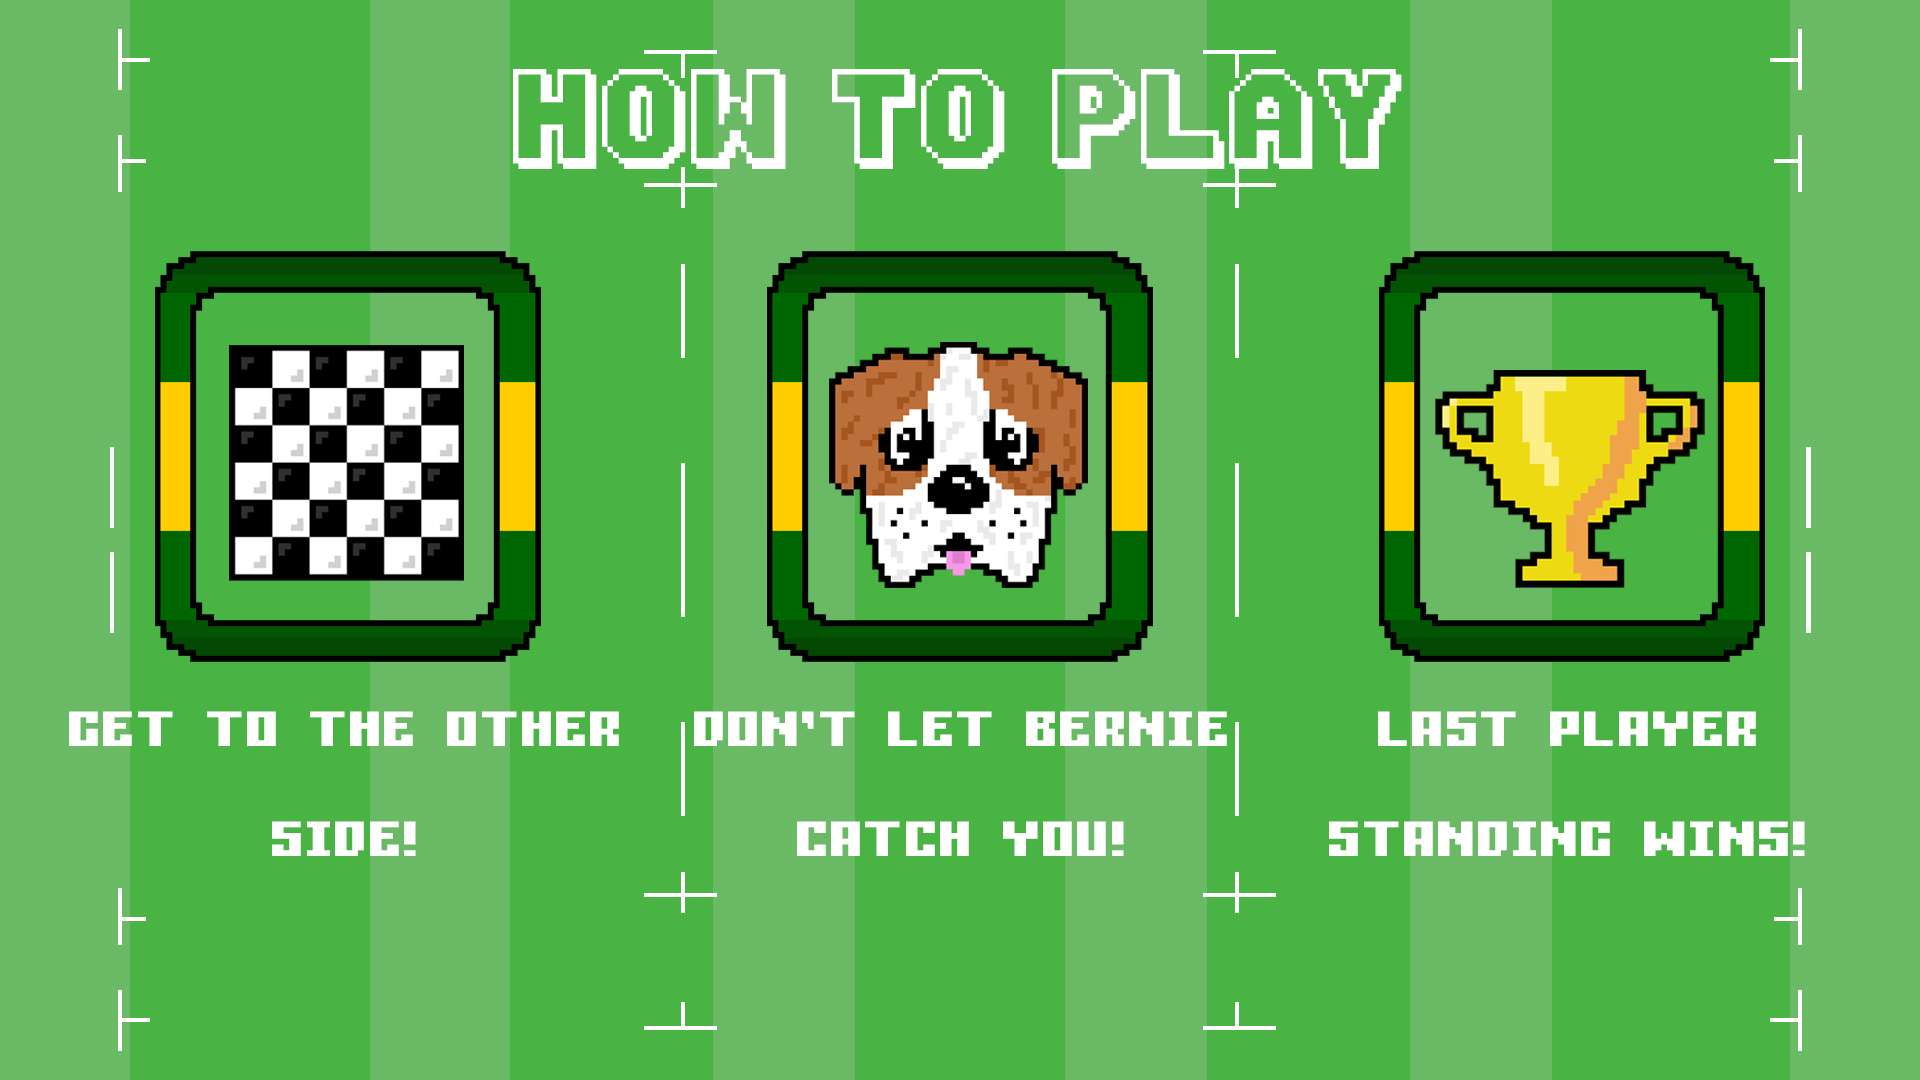 HOW TO PLAY
GET TO THE OTHER
SIDE!
DON'T LET BERNIE
CATCH YOU!
LAST PLAYER
STANDING WINS!